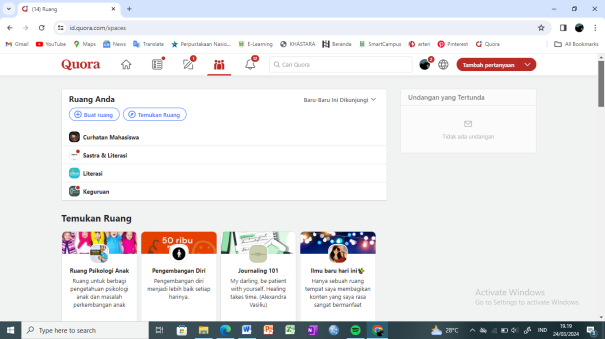 (14) Ruang
id.quora.com/spaces
Gmail YouTube Maps News Translate Perpustakaan Nasio... E-Learning KHASTARA Beranda SmartCampus arteri Pinterest Quora All Bookmarks
Quora Cari Quora Tambah pertanyaan
Ruang Anda
Baru-Baru Ini Dikunjungi
Buat ruang Temukan Ruang
Curhatan Mahasiswa
Sastra & Literasi
Literasi
Keguruan
Undangan yang Tertunda
Tidak ada undangan
Temukan Ruang
50 ribu
Ruang Psikologi Anak
Ruang untuk berbagi
pengetahuan psikologi
anak dan masalah
perkembangan anak
Pengembangan Diri
Pengembangan diri
menjadi lebih baik setiap
harinya.
Journaling 101
My darling, be patient
with yourself. Healing
takes time. (Alexandra
Vasiliu)
Ilmu baru hari ini
Hanya sebuah ruang
tempat saya membagikan
konten yang saya rasa
sangat bermanfaat
Activate Windows
Go to Settings to activate Windows.
Type here to search
28°C
IND
19.19
24/03/2024